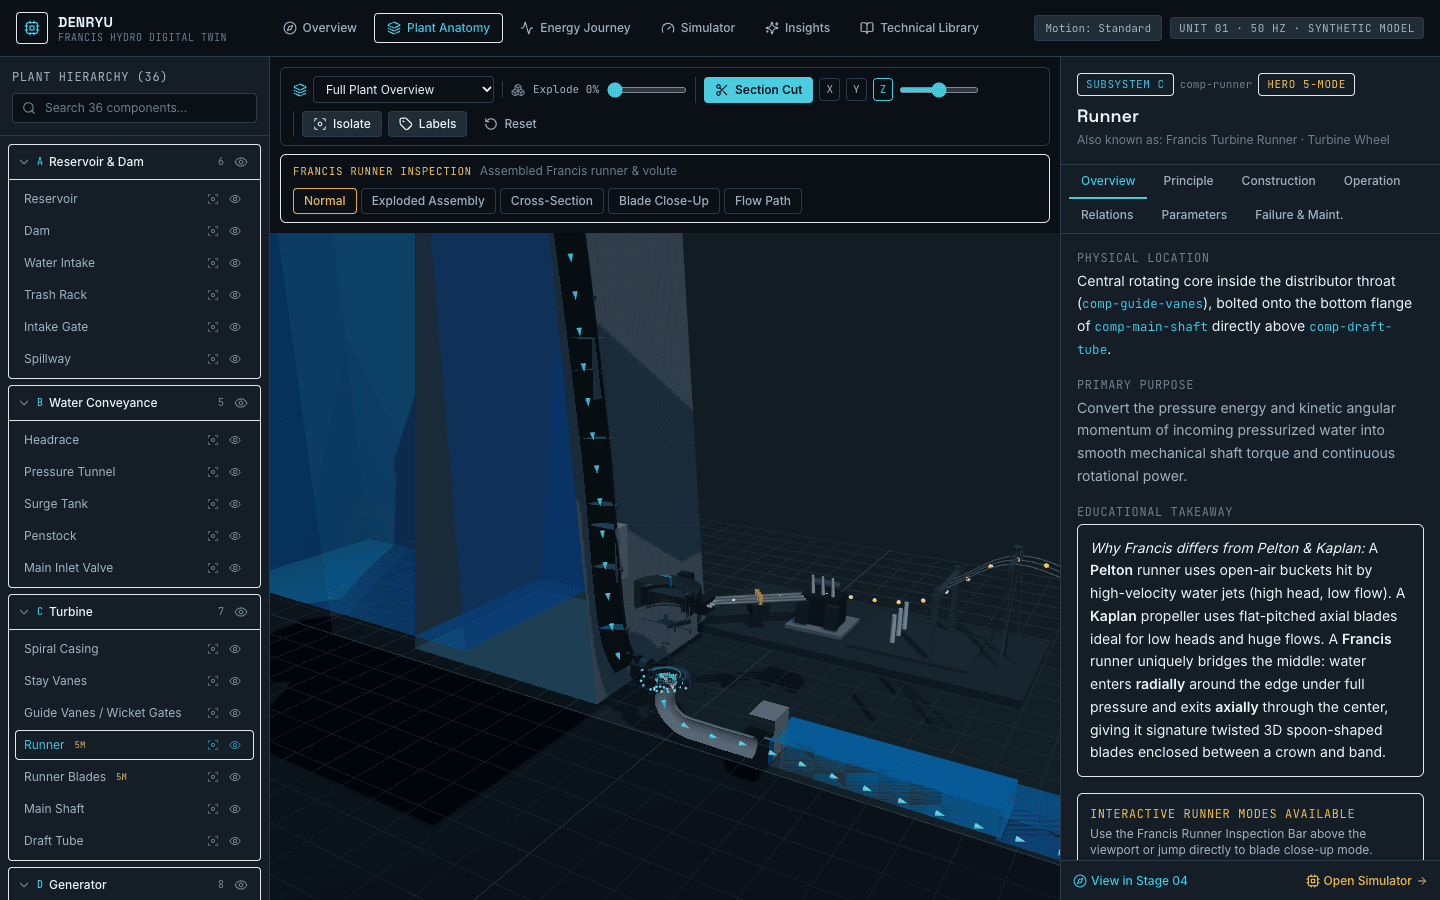 DENRYU
FRANCIS HYDRO DIGITAL TWIN
Overview
Plant Anatomy
Energy Journey
Simulator
Insights
Technical Library
Motion: Standard
UNIT 01 · 50 HZ · SYNTHETIC MODEL
PLANT HIERARCHY (36)
Search 36 components...
A Reservoir & Dam 6
Reservoir
Dam
Water Intake
Trash Rack
Intake Gate
Spillway
B Water Conveyance 5
Headrace
Pressure Tunnel
Surge Tank
Penstock
Main Inlet Valve
C Turbine 7
Spiral Casing
Stay Vanes
Guide Vanes / Wicket Gates
Runner 5M
Runner Blades 5M
Main Shaft
Draft Tube
D Generator 8
Full Plant Overview
Explode 0%
Section Cut
X
Y
Z
Isolate
Labels
Reset
FRANCIS RUNNER INSPECTION Assembled Francis runner & volute
Normal
Exploded Assembly
Cross-Section
Blade Close-Up
Flow Path
SUBSYSTEM C comp-runner HERO 5-MODE
Runner
Also known as: Francis Turbine Runner · Turbine Wheel
Overview
Principle
Construction
Operation
Relations
Parameters
Failure & Maint.
PHYSICAL LOCATION
Central rotating core inside the distributor throat
(comp-guide-vanes), bolted onto the bottom flange
of comp-main-shaft directly above comp-draft-
tube.
PRIMARY PURPOSE
Convert the pressure energy and kinetic angular
momentum of incoming pressurized water into
smooth mechanical shaft torque and continuous
rotational power.
EDUCATIONAL TAKEAWAY
Why Francis differs from Pelton & Kaplan: A
Pelton runner uses open-air buckets hit by
high-velocity water jets (high head, low flow). A
Kaplan propeller uses flat-pitched axial blades
ideal for low heads and huge flows. A Francis
runner uniquely bridges the middle: water
enters radially around the edge under full
pressure and exits axially through the center,
giving it signature twisted 3D spoon-shaped
blades enclosed between a crown and band.
INTERACTIVE RUNNER MODES AVAILABLE
Use the Francis Runner Inspection Bar above the
viewport or jump directly to blade close-up mode.
View in Stage 04
Open Simulator →